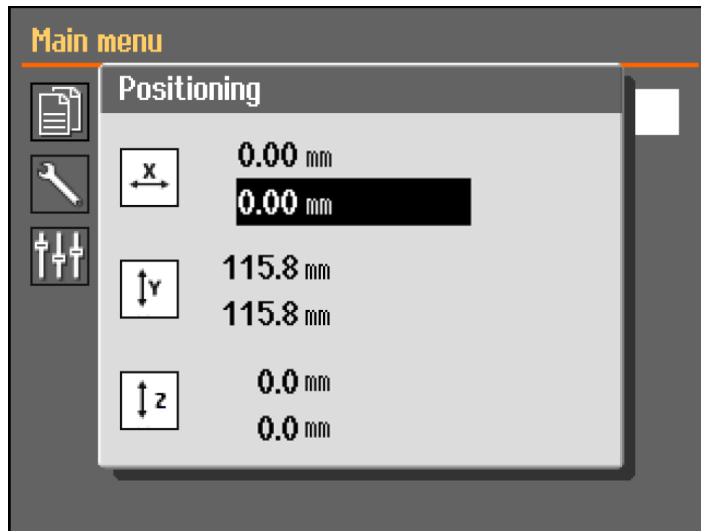 Main menu
Positioning
X
0.00 mm
0.00 mm
Y
115.8 mm
115.8 mm
Z
0.0 mm
0.0 mm